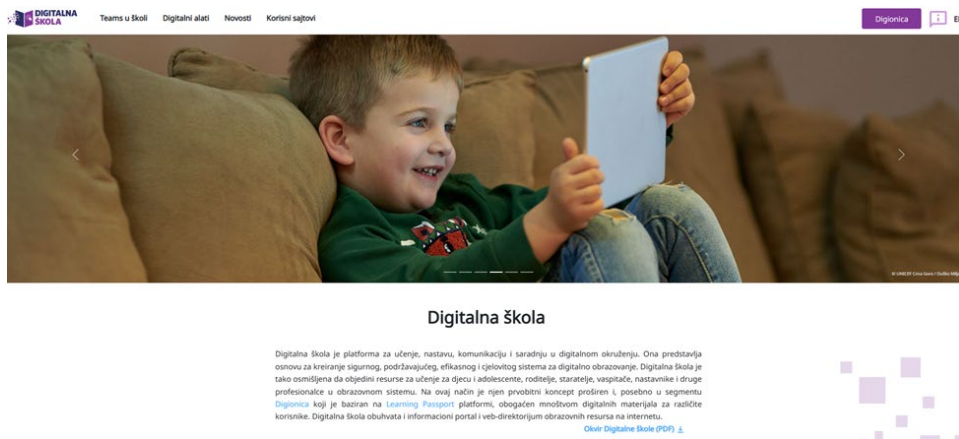 DIGITALNA
ŠKOLA
Teams u školi Digitalni alati Novosti Korisni sajtovi
Digionica
© UNICEF Crna Gora / Duško
Digitalna škola
Digitalna škola je platforma za učenje, nastavu, komunikaciju i saradnju u digitalnom okruženju. Ona predstavlja
osnovu za kreiranje sigurnog, podržavajućeg, efikasnog i cjelovitog sistema za digitalno obrazovanje. Digitalna škola je
tako osmišljena da objedini resurse za učenje za djecu i adolescente, roditelje, staratelje, vaspitače, nastavnike i druge
profesionalce u obrazovnom sistemu. Na ovaj način je njen prvobitni koncept proširen i, posebno u segmentu
Digionica koji je baziran na Learning Passport platformi, obogaćen mnoštvom digitalnih materijala za različite
korisnike. Digitalna škola obuhvata i informacioni portal i veb-direktorijum obrazovnih resursa na internetu.
Okvir Digitalne škole (PDF)